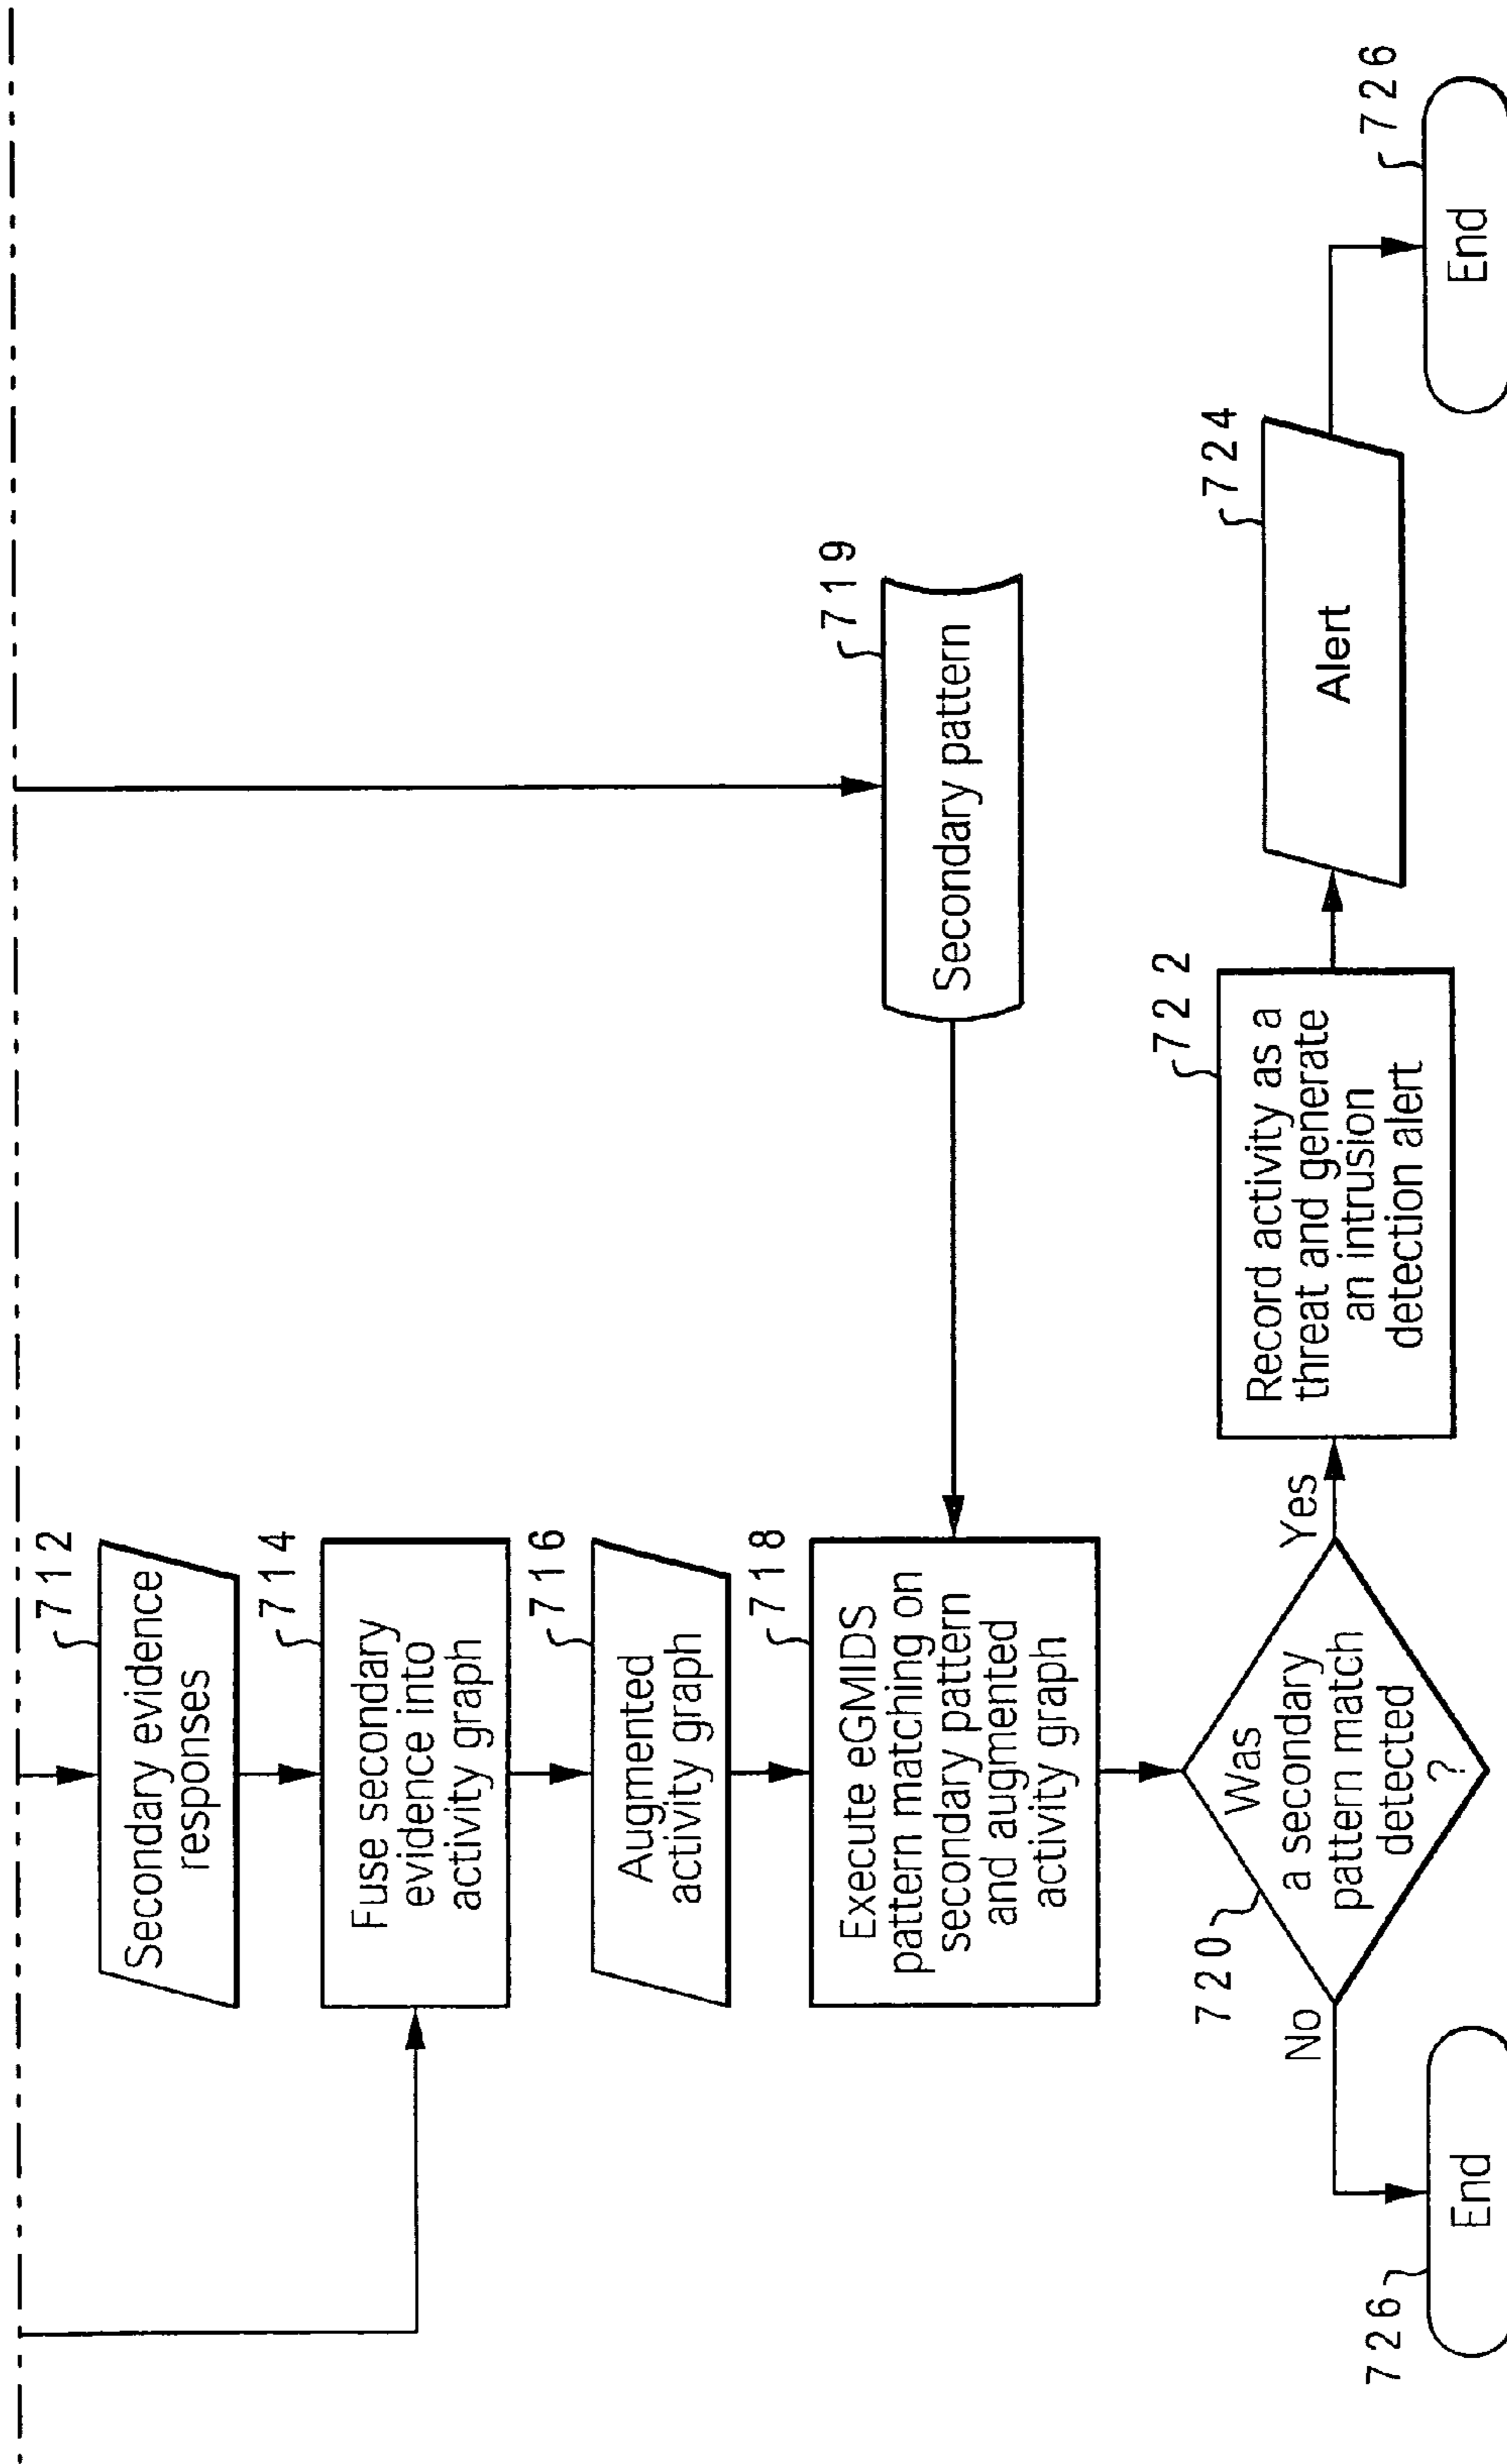 712
Secondary evidence
responses
714
Fuse secondary
evidence into
activity graph
716
Augmented
activity graph
718
Execute eGMIDS
pattern matching on
secondary pattern
and augmented
activity graph
719
Secondary pattern
720
Was
a secondary
pattern match
detected
?
No
Yes
726
End
722
Record activity as a
threat and generate
an intrusion
detection alert
724
Alert
726
End